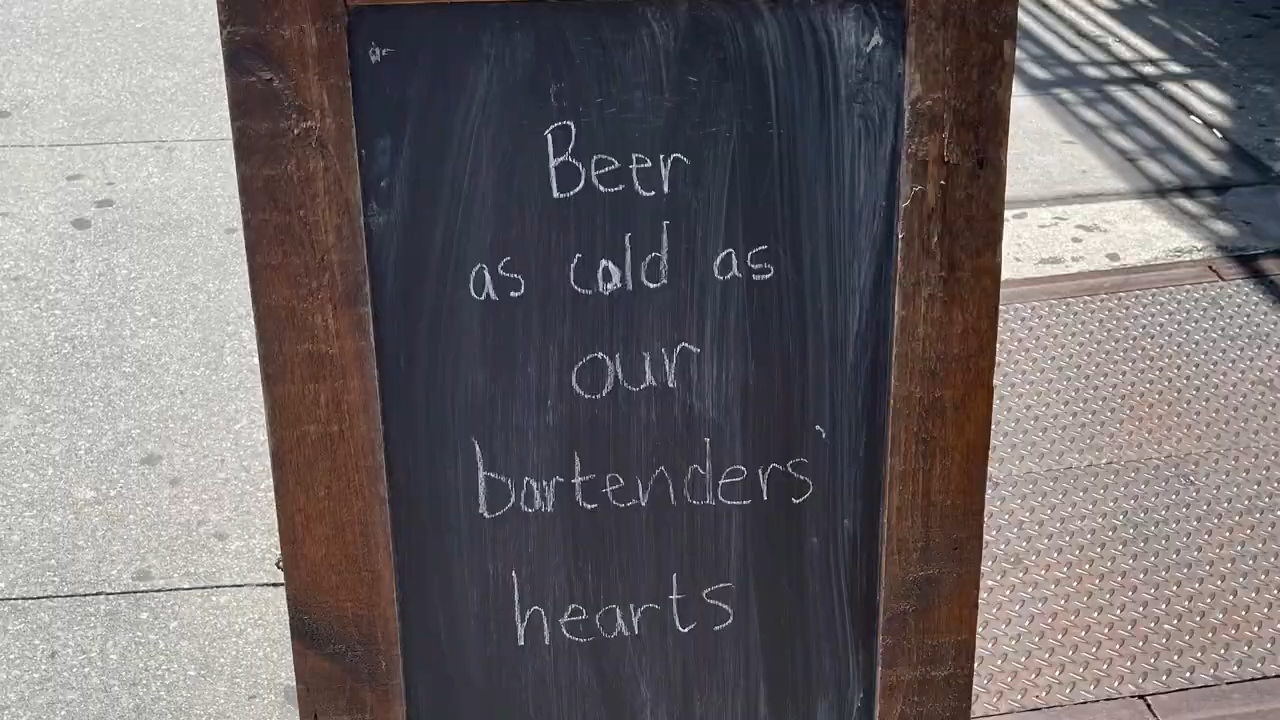 Beer
as cold as
our
bartenders'
hearts